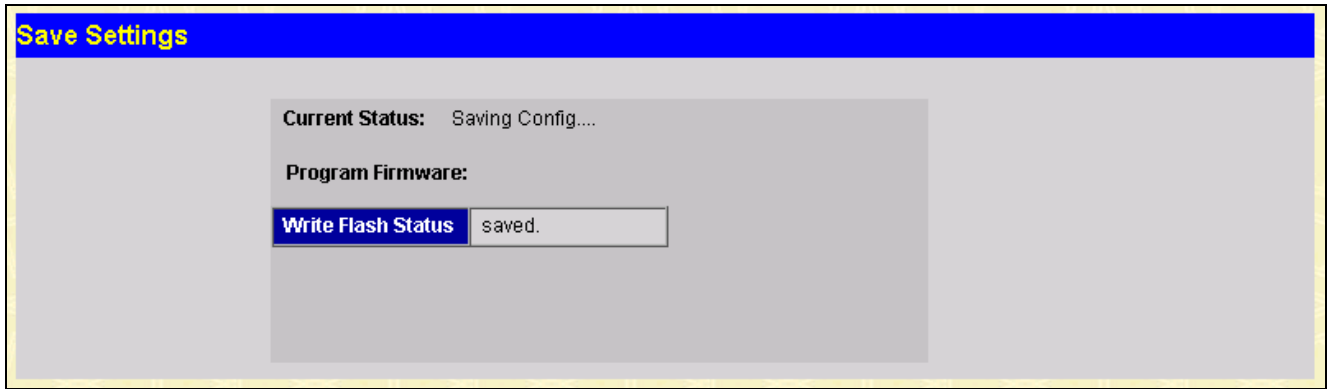 Save Settings
Current Status: Saving Config....
Program Firmware:
Write Flash Status saved.